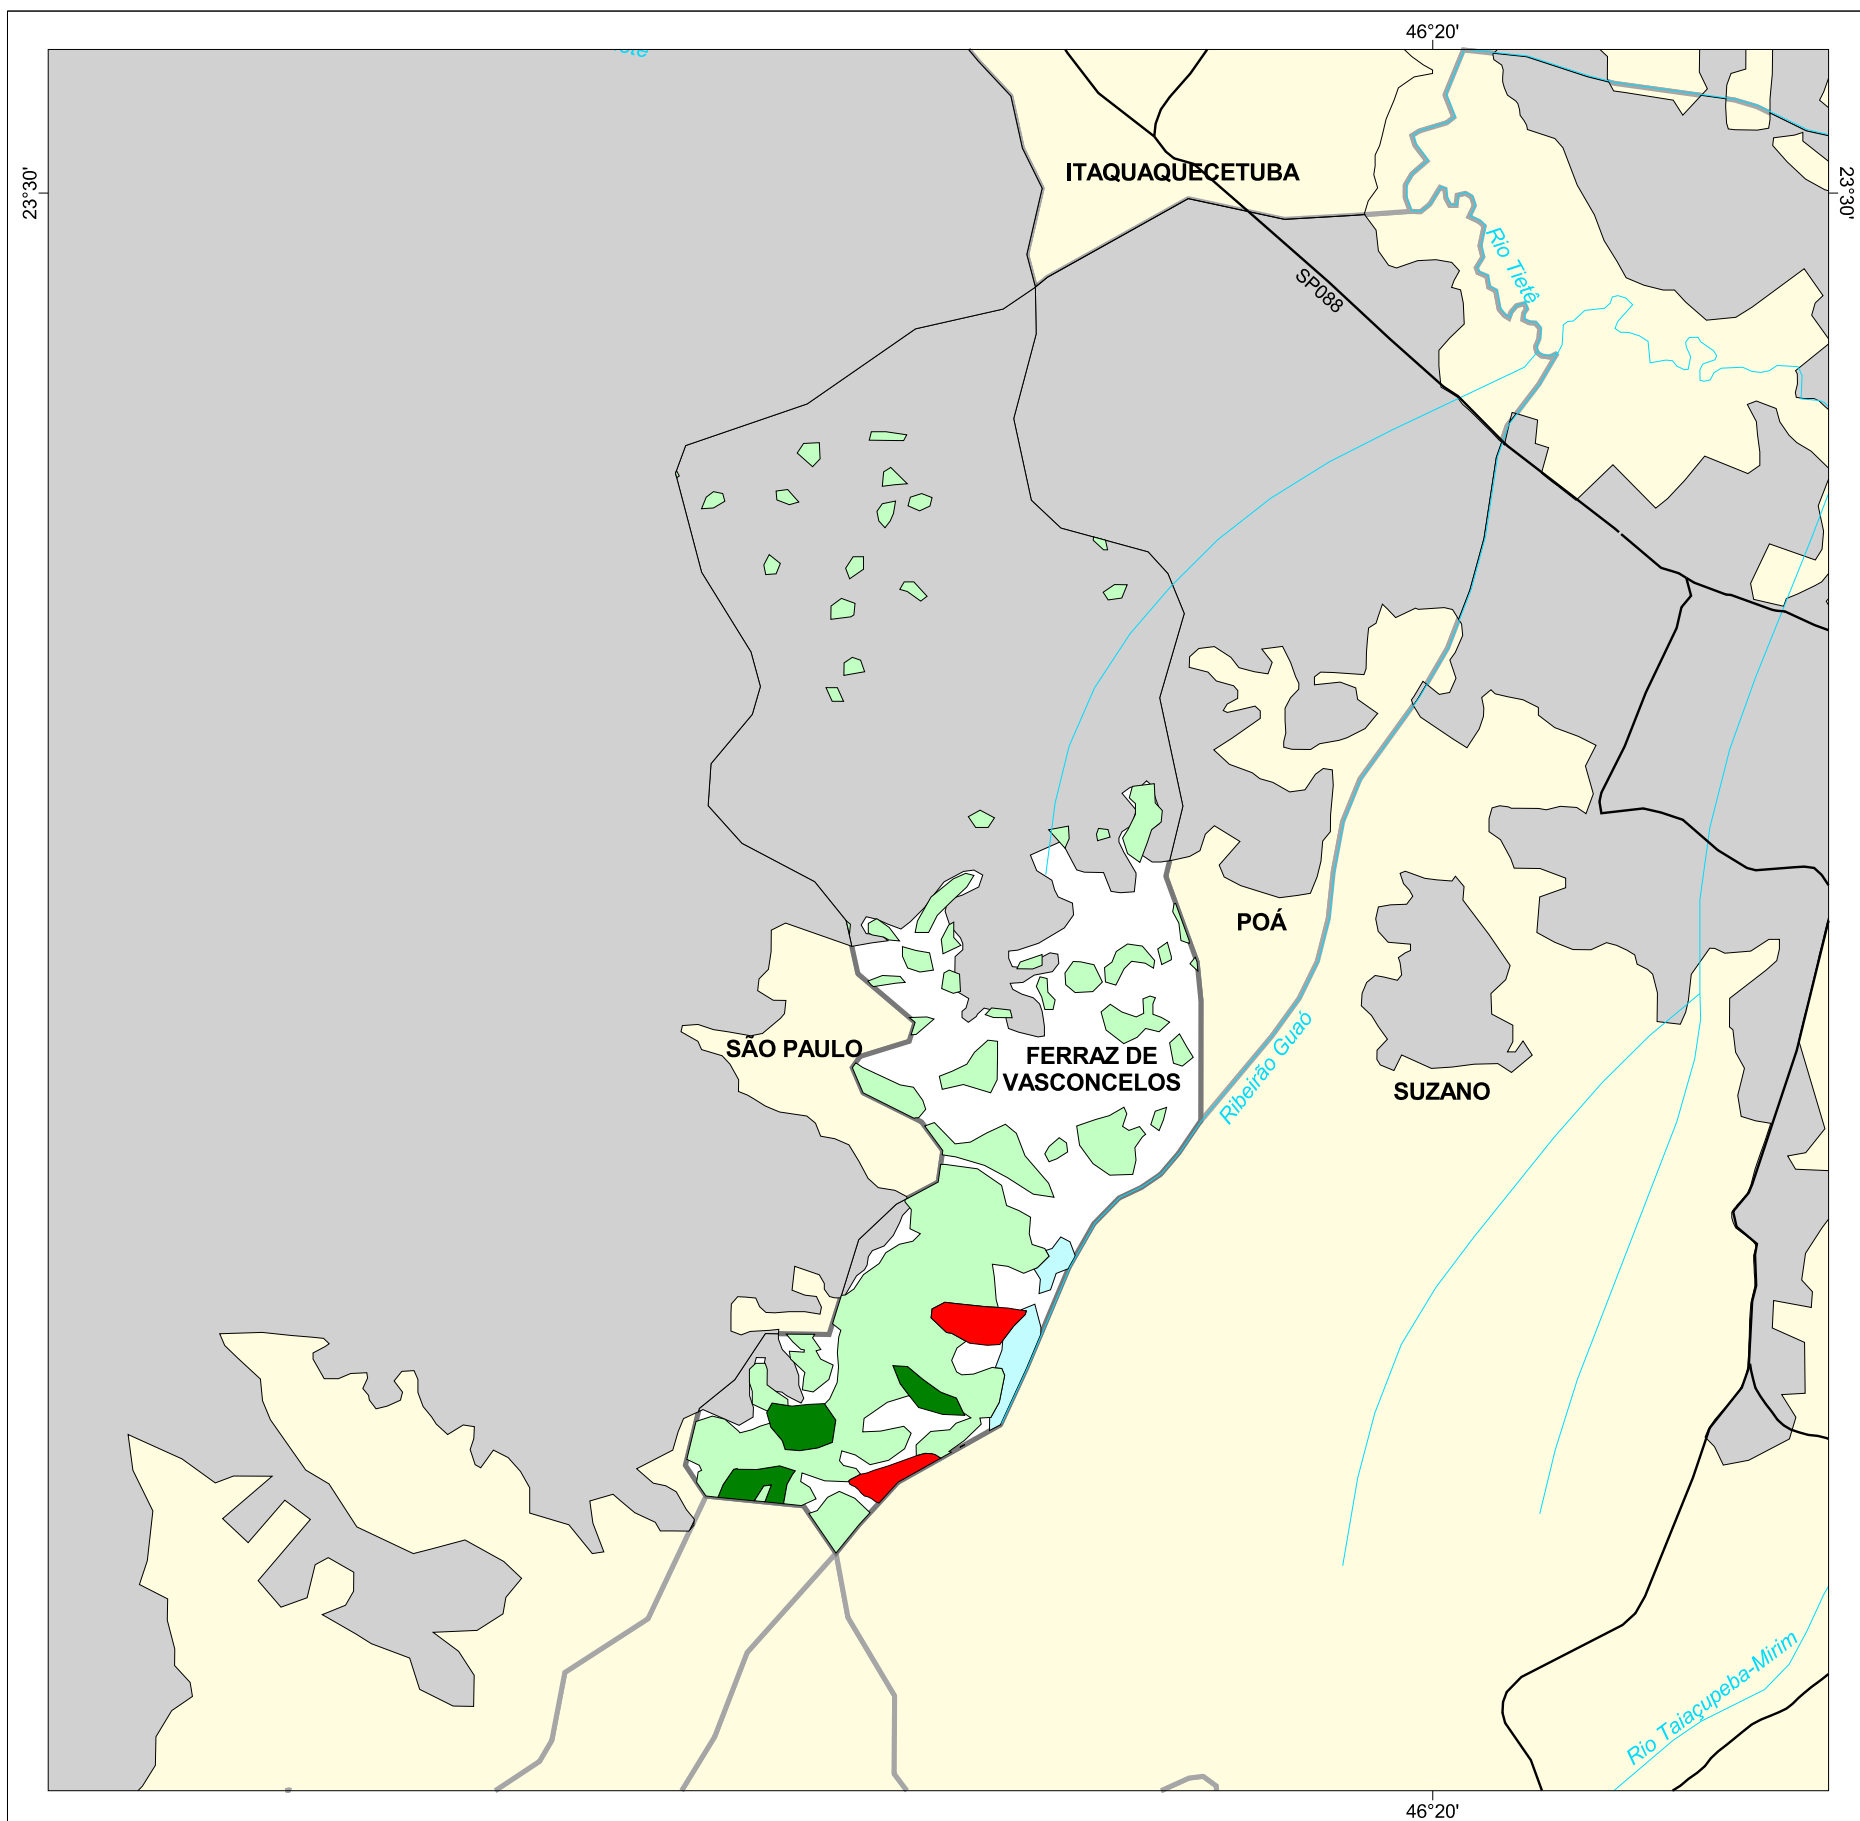 46°20'
23°30'
23°30'
ITAQUAQUECETUBA
Rio Tietê
SP088
POÁ
SÃO PAULO
FERRAZ DE
VASCONCELOS
Ribeirão Guaó
SUZANO
Rio Taiaçupeba-Mirim
46°20'